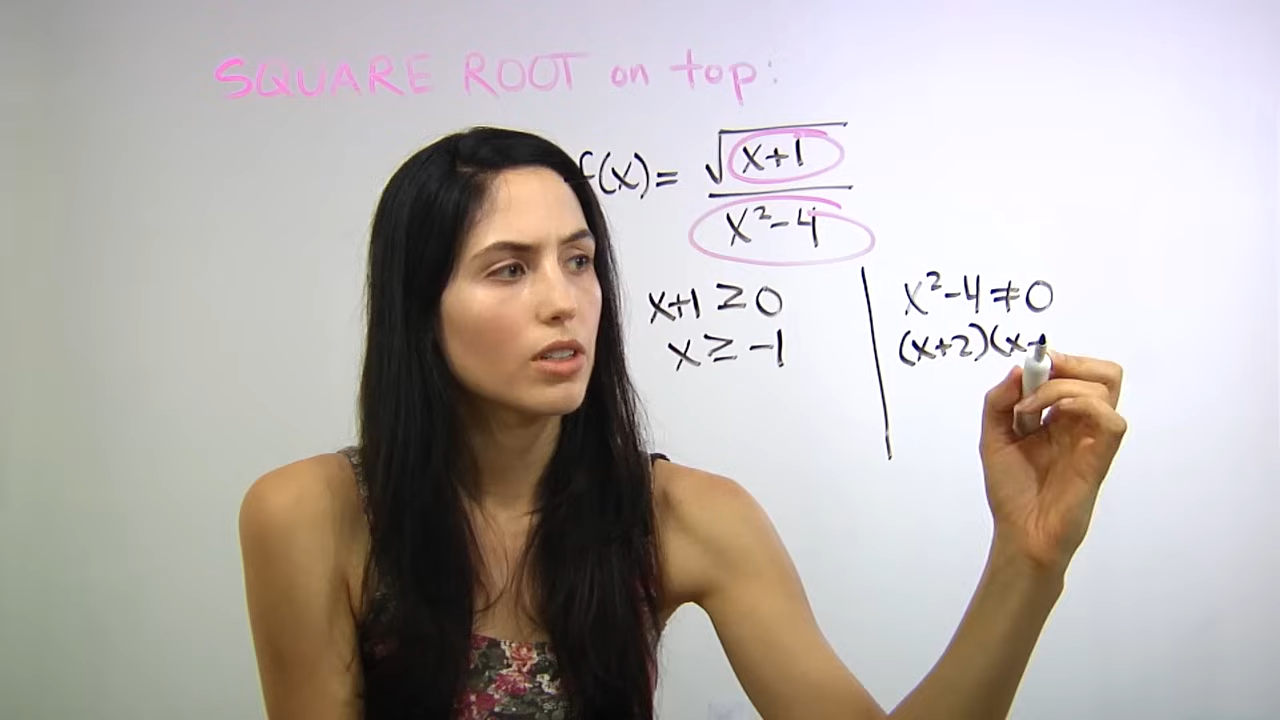 SQUARE ROOT on top:
f(x) = √x+1
x²-4
x+1 ≥ 0
x ≥ -1
x²-4 ≠ 0
(x+2)(x-